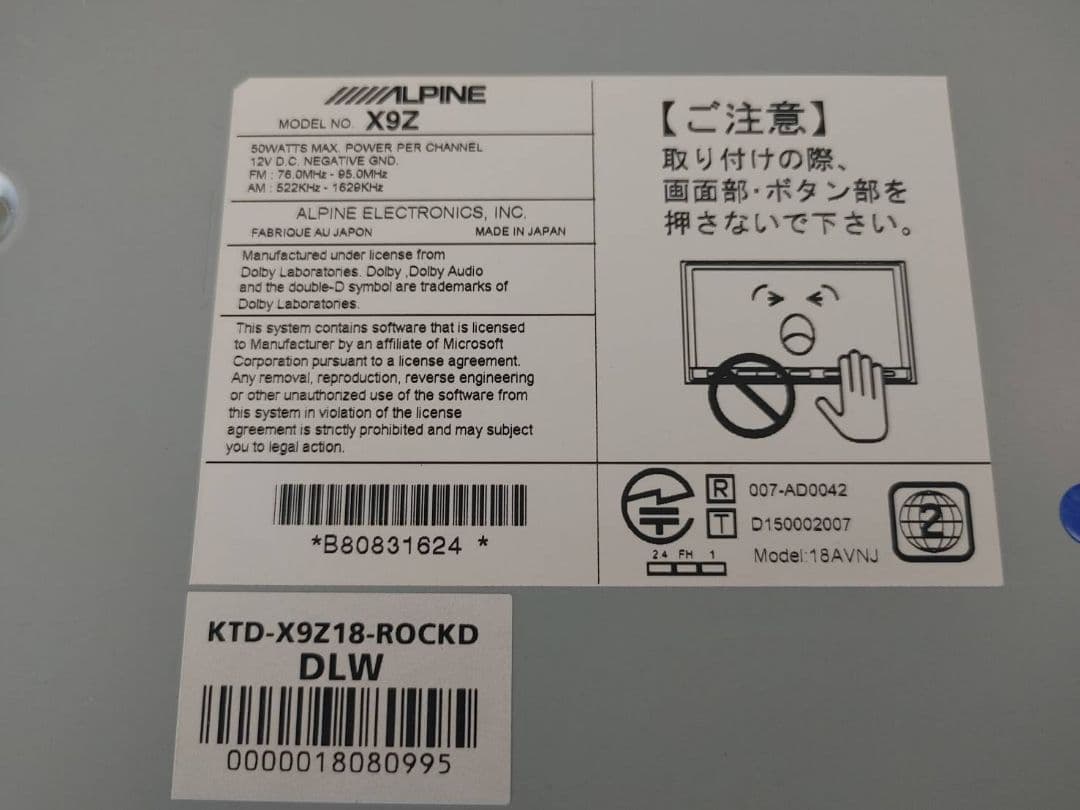 ALPINE
MODEL NO. X9Z
50WATTS MAX. POWER PER CHANNEL
12V D.C. NEGATIVE GND.
FM : 76.0MHz - 95.0MHz
AM : 522KHz - 1629KHz
ALPINE ELECTRONICS, INC.
FABRIQUE AU JAPON MADE IN JAPAN
Manufactured under license from
Dolby Laboratories. Dolby ,Dolby Audio
and the double-D symbol are trademarks of
Dolby Laboratories.
This system contains software that is licensed
to Manufacturer by an affiliate of Microsoft
Corporation pursuant to a license agreement.
Any removal, reproduction, reverse engineering
or other unauthorized use of the software from
this system in violation of the license
agreement is strictly prohibited and may subject
you to legal action.
*B80831624 *
【ご注意】
取り付けの際、
画面部・ボタン部を
押さないで下さい。
R 007-AD0042
T D150002007
2.4 FH 1
Model:18AVNJ
2
KTD-X9Z18-ROCKD
DLW
0000018080995